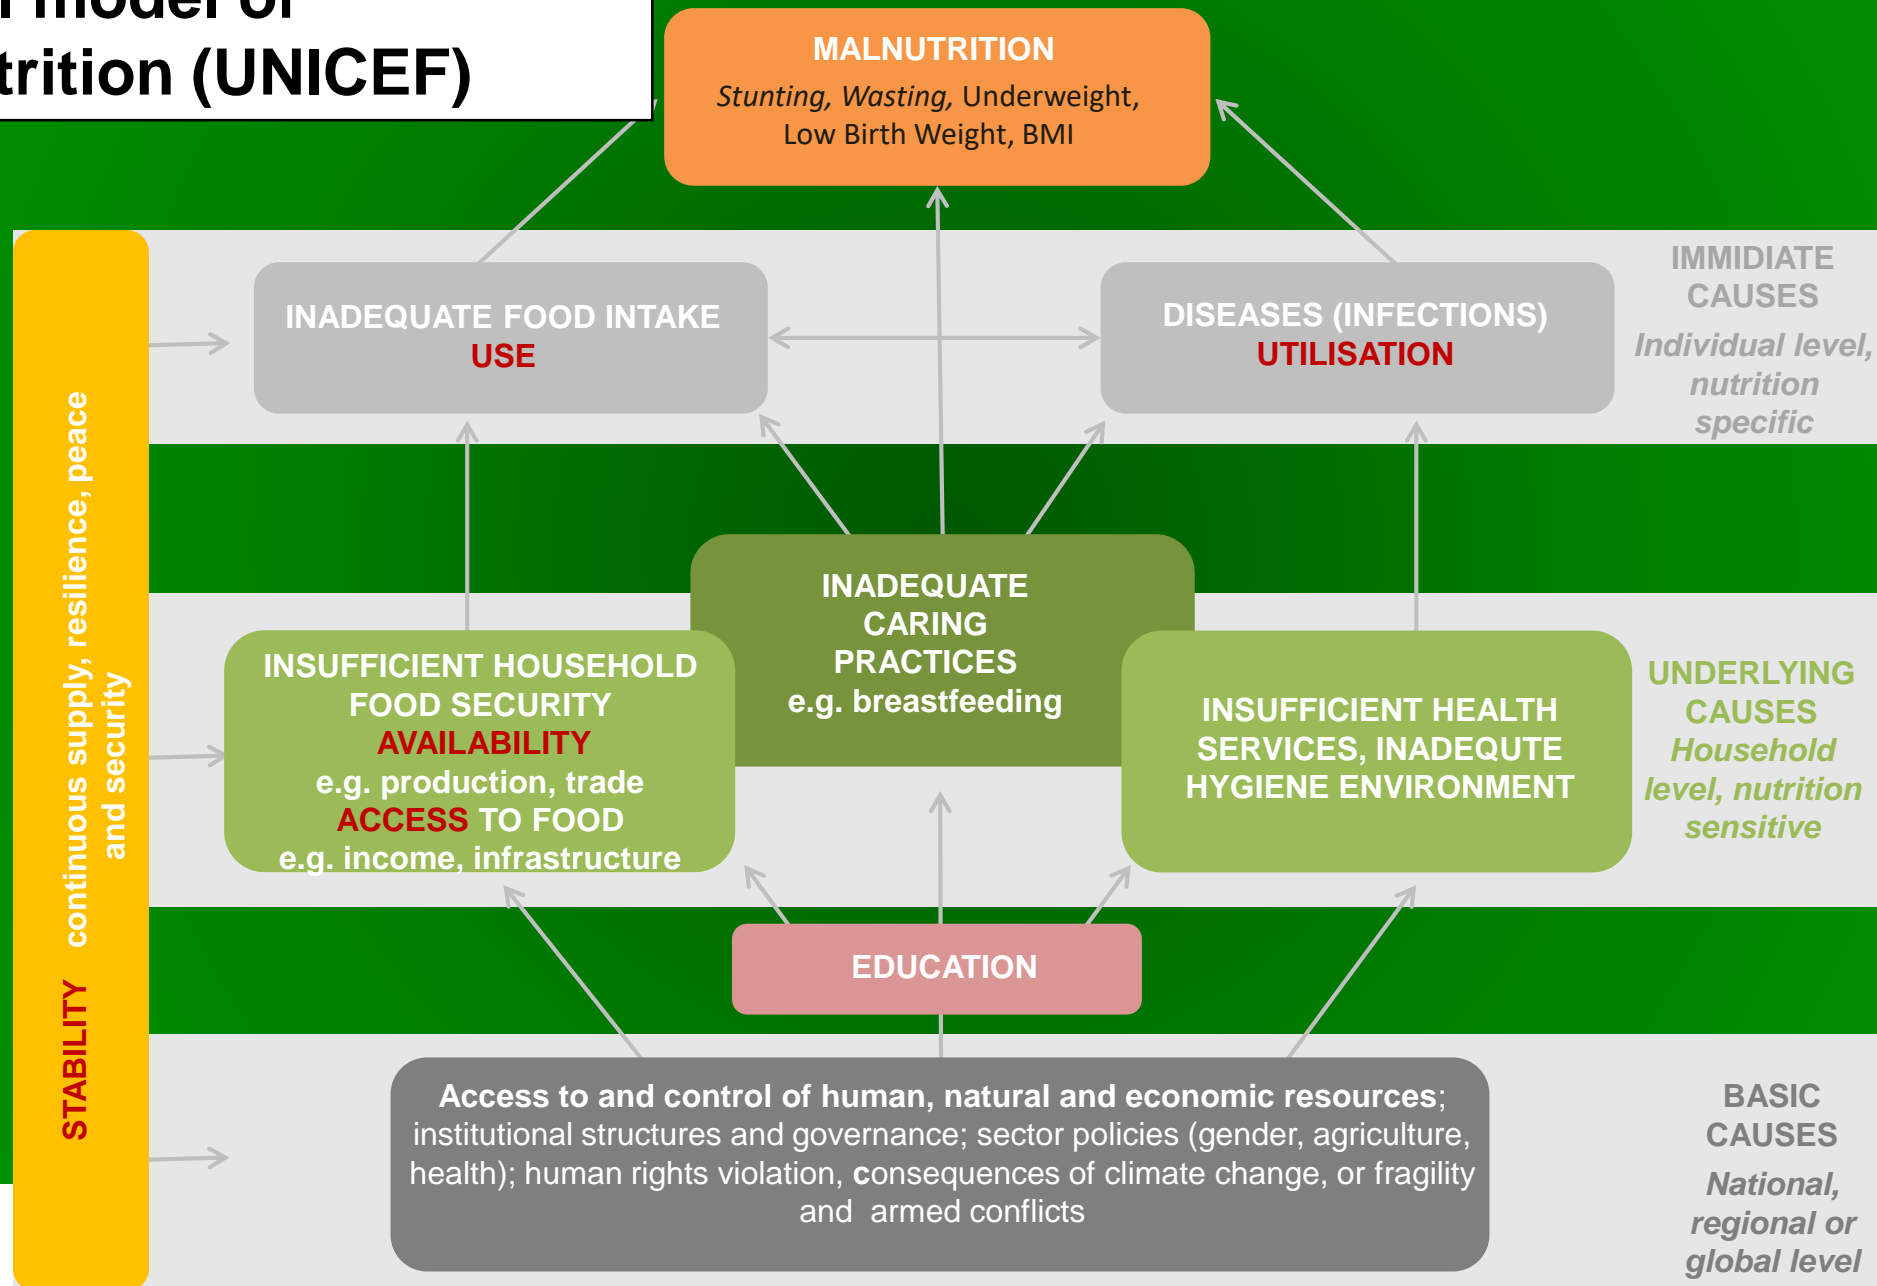 model of
trition (UNICEF)
MALNUTRITION
Stunting, Wasting, Underweight,
Low Birth Weight, BMI
IMMIDIATE
CAUSES
Individual level,
nutrition
specific
INADEQUATE FOOD INTAKE
USE
DISEASES (INFECTIONS)
UTILISATION
STABILITY continuous supply, resilience, peace
and security
INADEQUATE
CARING
PRACTICES
e.g. breastfeeding
INSUFFICIENT HOUSEHOLD
FOOD SECURITY
AVAILABILITY
e.g. production, trade
ACCESS TO FOOD
e.g. income, infrastructure
INSUFFICIENT HEALTH
SERVICES, INADEQUTE
HYGIENE ENVIRONMENT
UNDERLYING
CAUSES
Household
level, nutrition
sensitive
EDUCATION
Access to and control of human, natural and economic resources;
institutional structures and governance; sector policies (gender, agriculture,
health); human rights violation, consequences of climate change, or fragility
and armed conflicts
BASIC
CAUSES
National,
regional or
global level